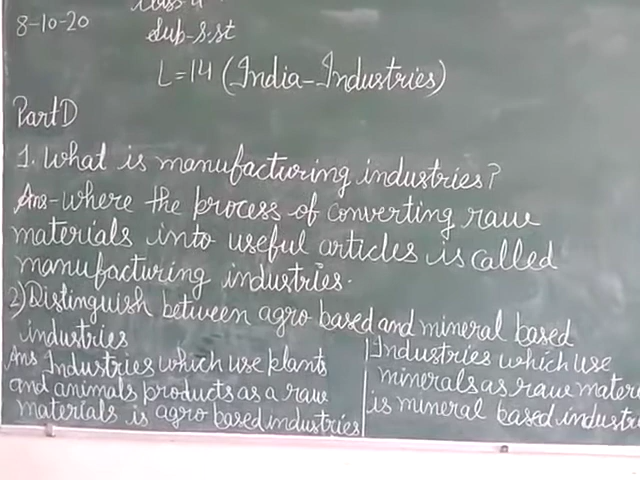 8-10-20
Sub-S.st
L=14 (India-Industries)
Part D
1. What is manufacturing industries?
Ans-where the process of converting raw
materials into useful articles is called
manufacturing industries.
2) Distinguish between agro based and mineral based
industries
Ans Industries which use plants
and animals products as a raw
materials is agro based industries
Industries which use
minerals as raw mater
is mineral based industr